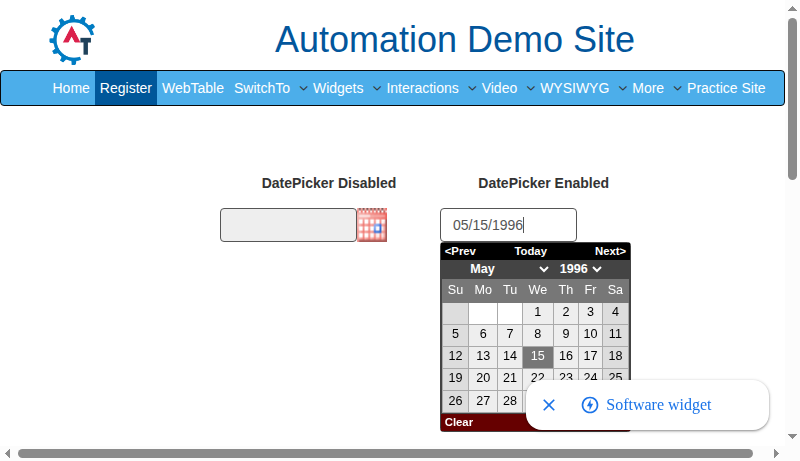 AT
Automation Demo Site
Home Register WebTable SwitchTo Widgets Interactions Video WYSIWYG More Practice Site
DatePicker Disabled DatePicker Enabled
05/15/1996
<Prev Today Next>
May 1996
Su Mo Tu We Th Fr Sa
1 2 3 4
5 6 7 8 9 10 11
12 13 14 15 16 17 18
19 20 21 22 23 24 25
26 27 28
Clear
Software widget